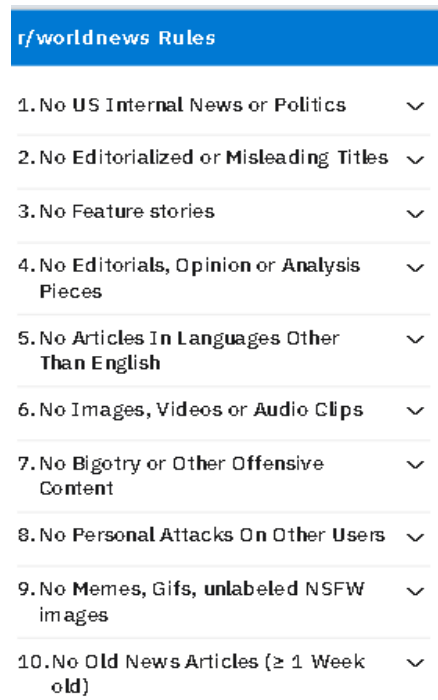 r/worldnews Rules
1. No US Internal News or Politics
2. No Editorialized or Misleading Titles
3. No Feature stories
4. No Editorials, Opinion or Analysis
Pieces
5. No Articles In Languages Other
Than English
6. No Images, Videos or Audio Clips
7. No Bigotry or Other Offensive
Content
8. No Personal Attacks On Other Users
9. No Memes, Gifs, unlabeled NSFW
images
10. No Old News Articles (≥ 1 Week
old)